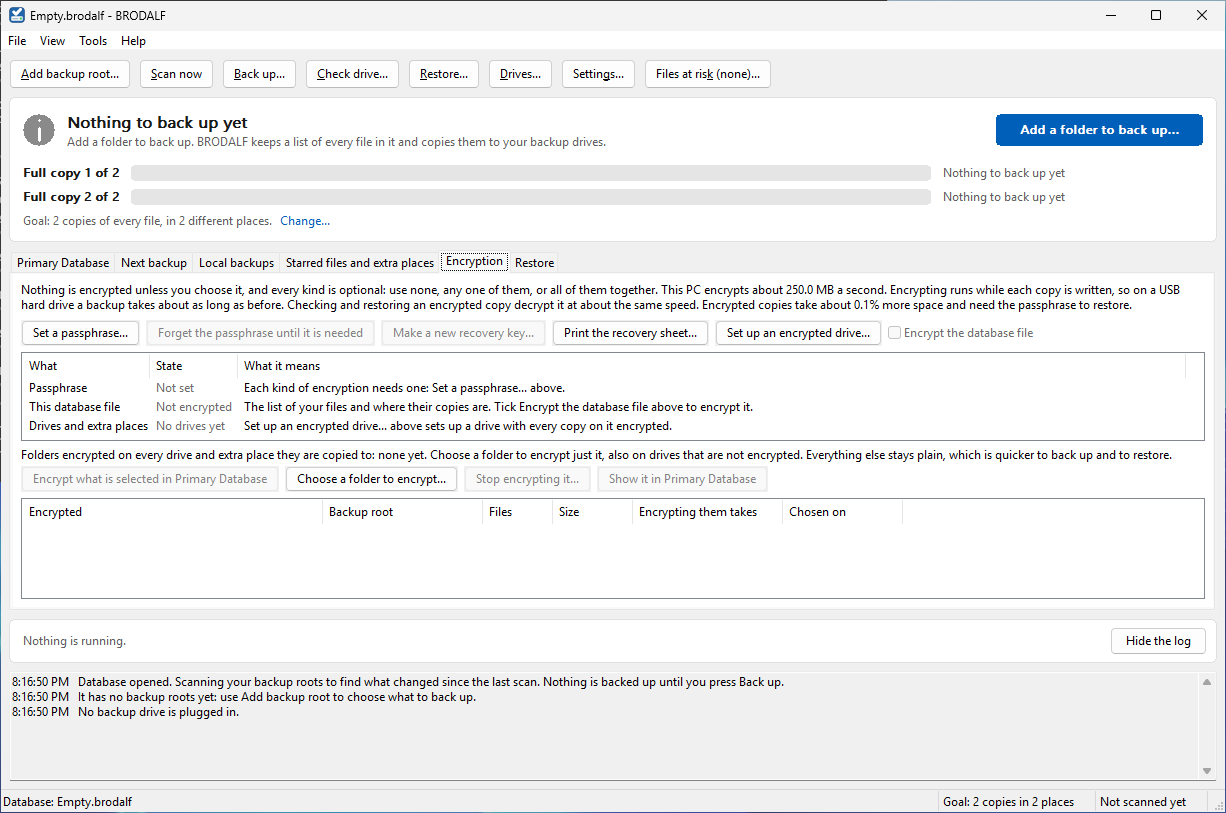 Empty.brodalf - BRODALF
File View Tools Help
Add backup root... Scan now Back up... Check drive... Restore... Drives... Settings... Files at risk (none)...
Nothing to back up yet
Add a folder to back up. BRODALF keeps a list of every file in it and copies them to your backup drives.
Add a folder to back up...
Full copy 1 of 2 Nothing to back up yet
Full copy 2 of 2 Nothing to back up yet
Goal: 2 copies of every file, in 2 different places. Change...
Primary Database Next backup Local backups Starred files and extra places Encryption Restore
Nothing is encrypted unless you choose it, and every kind is optional: use none, any one of them, or all of them together. This PC encrypts about 250.0 MB a second. Encrypting runs while each copy is written, so on a USB
hard drive a backup takes about as long as before. Checking and restoring an encrypted copy decrypt it at about the same speed. Encrypted copies take about 0.1% more space and need the passphrase to restore.
Set a passphrase... Forget the passphrase until it is needed Make a new recovery key... Print the recovery sheet... Set up an encrypted drive... Encrypt the database file
What State What it means
Passphrase Not set Each kind of encryption needs one: Set a passphrase... above.
This database file Not encrypted The list of your files and where their copies are. Tick Encrypt the database file above to encrypt it.
Drives and extra places No drives yet Set up an encrypted drive... above sets up a drive with every copy on it encrypted.
Folders encrypted on every drive and extra place they are copied to: none yet. Choose a folder to encrypt just it, also on drives that are not encrypted. Everything else stays plain, which is quicker to back up and to restore.
Encrypt what is selected in Primary Database Choose a folder to encrypt... Stop encrypting it... Show it in Primary Database
Encrypted Backup root Files Size Encrypting them takes Chosen on
Nothing is running. Hide the log
8:16:50 PM Database opened. Scanning your backup roots to find what changed since the last scan. Nothing is backed up until you press Back up.
8:16:50 PM It has no backup roots yet: use Add backup root to choose what to back up.
8:16:50 PM No backup drive is plugged in.
Database: Empty.brodalf Goal: 2 copies in 2 places Not scanned yet